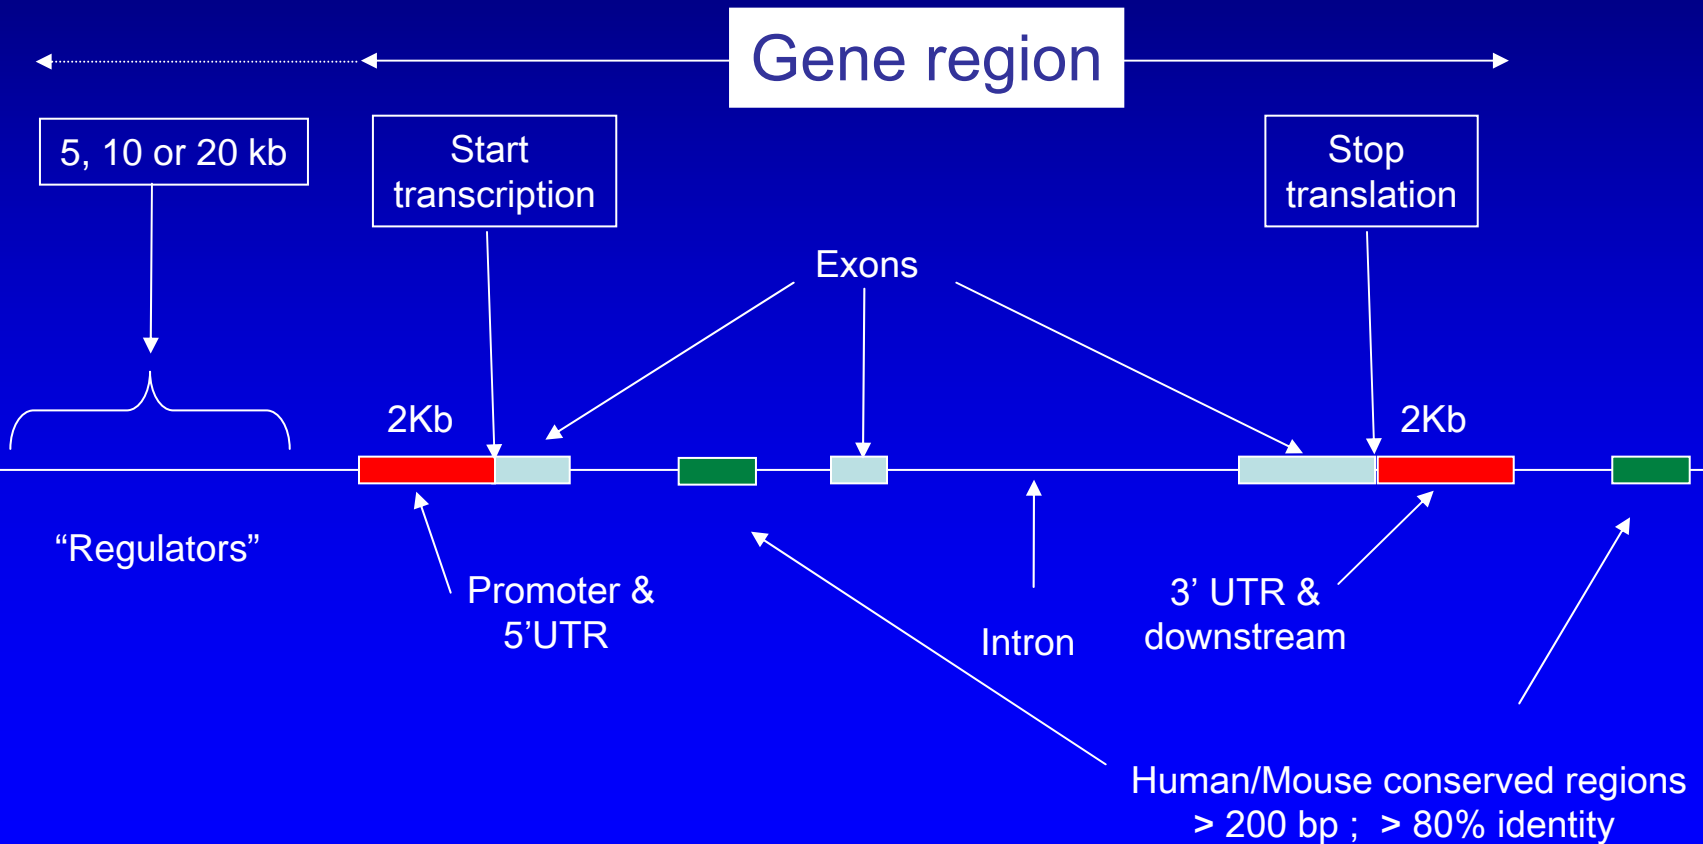 Gene region
5, 10 or 20 kb
Start
transcription
Stop
translation
Exons
2Kb
2Kb
“Regulators”
Promoter &
5’UTR
Intron
3’ UTR &
downstream
Human/Mouse conserved regions
> 200 bp ; > 80% identity